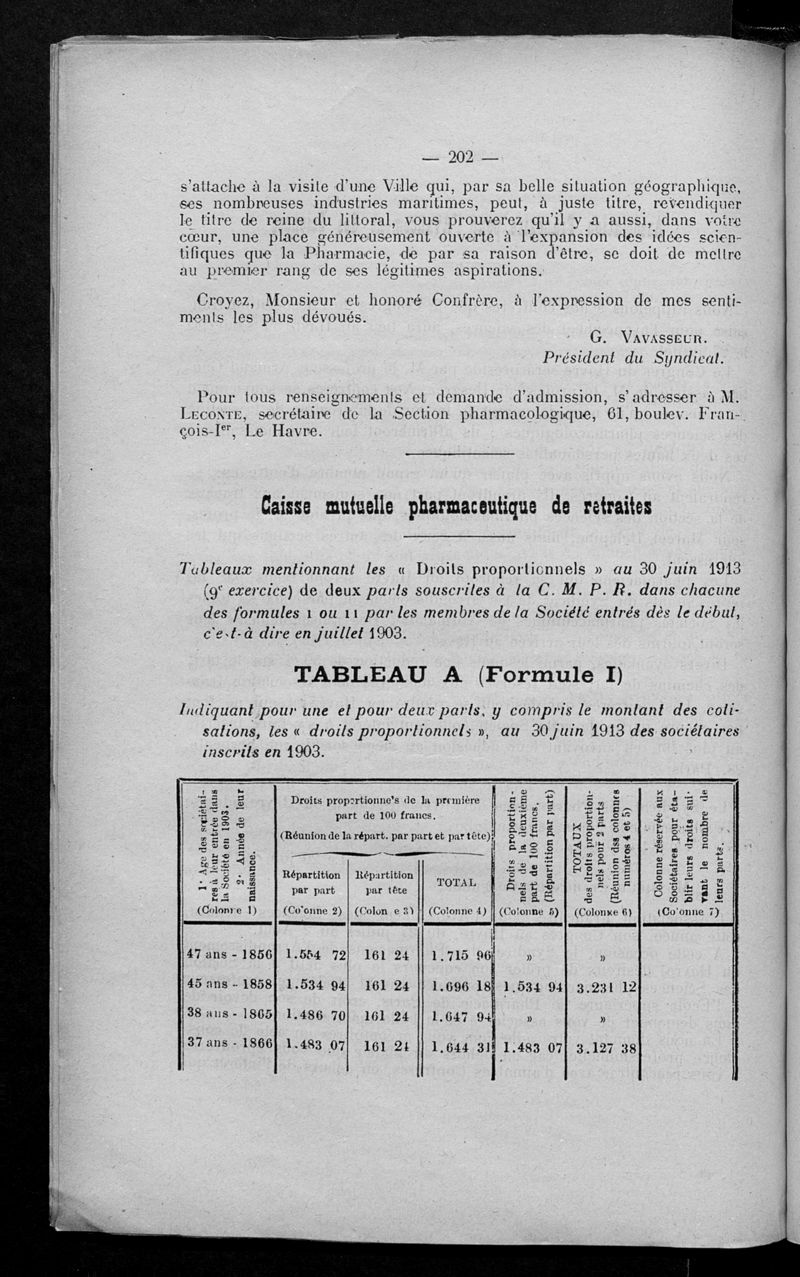 — 202 —
s'attache à la visite d'une Ville qui, par sa belle situation géographique,
ses nombreuses industries maritimes, peut, à juste titre, revendiquer
le titre de reine du littoral, vous prouverez qu'il y a aussi, dans votre
cœur, une place généreusement ouverte à l'expansion des idées scien-
tifiques que la Pharmacie, de par sa raison d'être, se doit de mettre
au premier rang de ses légitimes aspirations.
Croyez, Monsieur et honoré Confrère, à l'expression de mes senti-
ments les plus dévoués.
G. VAVASSEUR.
Président du Syndicat.
Pour tous renseignements et demande d'admission, s'adresser à M.
LECONTE, secrétaire de la Section pharmacologique, 61, boulev. Fran-
çois-Ier, Le Havre.
Caisse mutuelle pharmaceutique de retraites
Tableaux mentionnant les « Droits proportionnels » au 30 juin 1913
(9e exercice) de deux parts souscrites à la C. M. P. R. dans chacune
des formules I ou II par les membres de la Société entrés dès le début,
c'e-t-à dire en juillet 1903.
TABLEAU A (Formule I)
Indiquant pour une et pour deux parts, y compris le montant des coti-
sations, les « droits proportionnels », au 30 juin 1913 des sociétaires
inscrits en 1903.
1° Age des sociétai-
res à leur entrée dans
la Société en 1903.
2° Année de leur
naissance.
(Colonne 1)
Droits proportionne's de la première
part de 100 francs.
(Réunion de la répart. par part et par tête)
Répartition
par part
(Co'onne 2)
Répartition
par tête
(Colon e 3)
TOTAL
(Colonne 4)
Droits proportion-
nels de la deuxième
part de 100 francs.
(Répartition par part)
(Colonne 5)
TOTAUX
des droits proportion-
nels pour 2 parts
(Réunion des colonnes
numéros 4 et 5)
(Colonne 6)
Colonne réservée aux
Sociétaires pour éta-
blir leurs droits sui-
vant le nombre de
leurs parts.
(Co'onne 7)
47 ans - 1856 1.554 72 161 24 1.715 96 » »
45 ans - 1858 1.534 94 161 24 1.696 18 1.534 94 3.231 12
38 ans - 1865 1.486 70 161 24 1.647 94 » »
37 ans - 1866 1.483 07 161 24 1.644 31 1.483 07 3.127 38